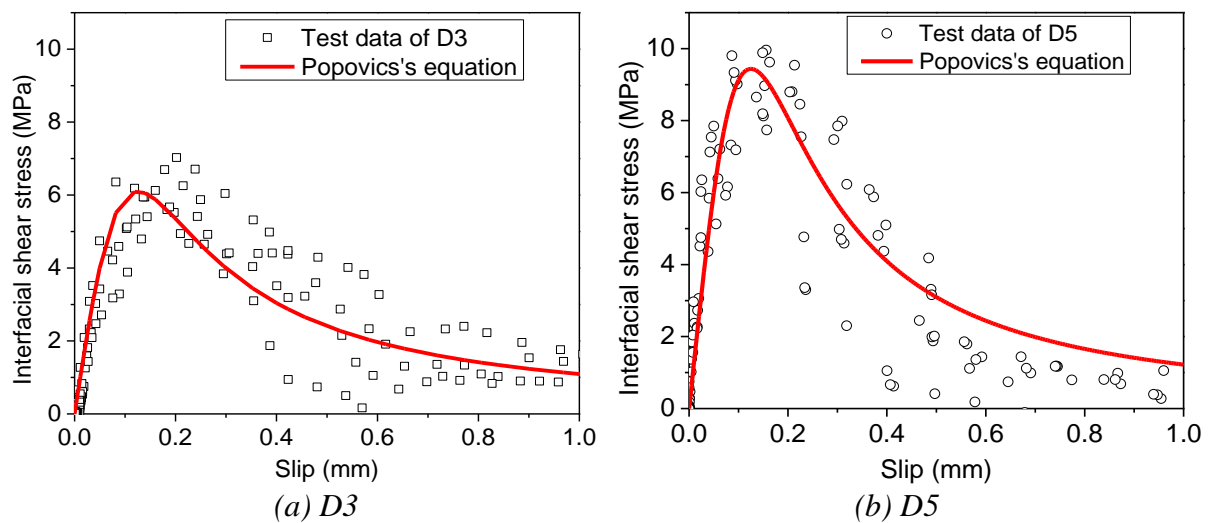 Test data of D3
Popovics's equation
10
8
6
4
2
0
Interfacial shear stress (MPa)
0.0 0.2 0.4 0.6 0.8 1.0
Slip (mm)
(a) D3
Test data of D5
Popovics's equation
10
8
6
4
2
0
Interfacial shear stress (MPa)
0.0 0.2 0.4 0.6 0.8 1.0
Slip (mm)
(b) D5